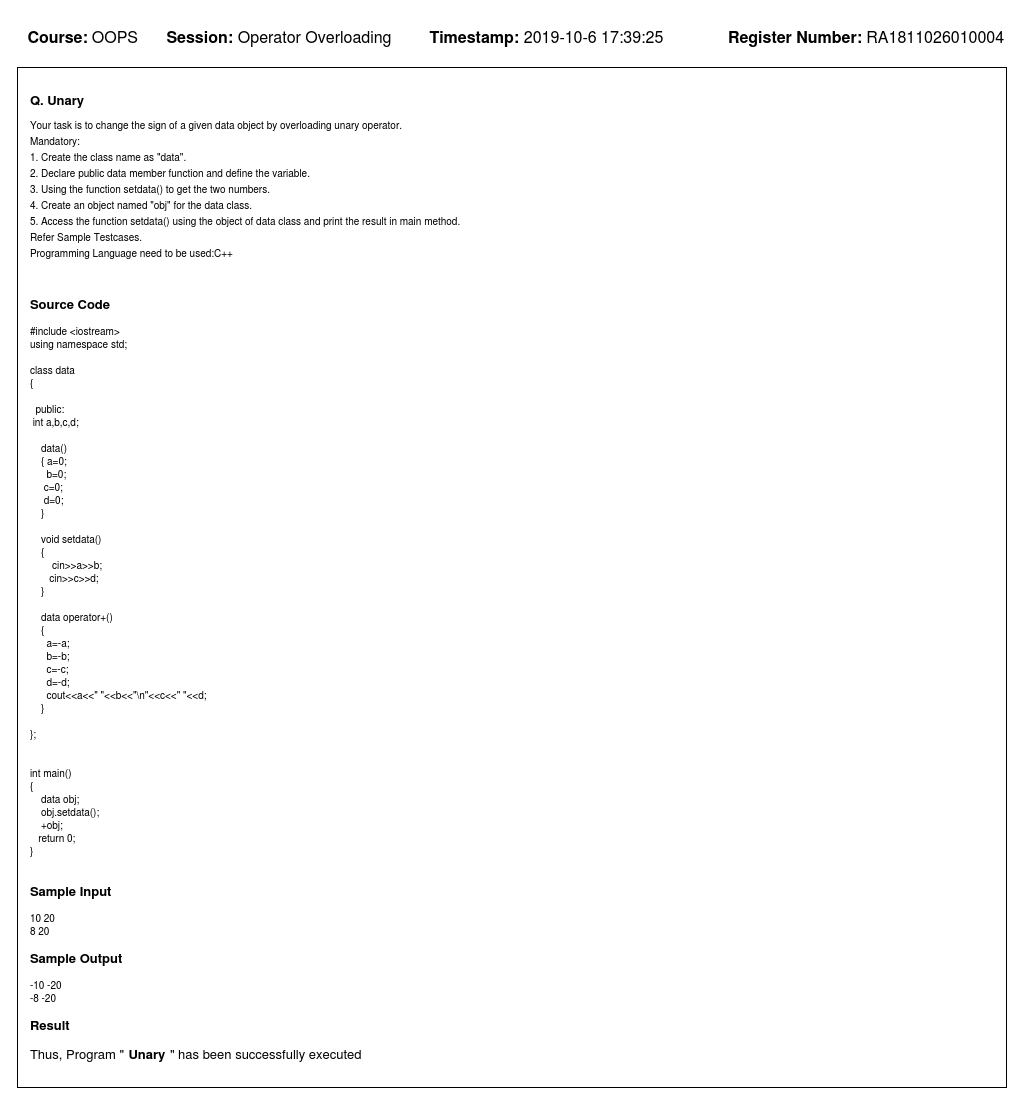 Course: OOPS Session: Operator Overloading Timestamp: 2019-10-6 17:39:25 Register Number: RA1811026010004
Q. Unary
Your task is to change the sign of a given data object by overloading unary operator.
Mandatory:
1. Create the class name as "data".
2. Declare public data member function and define the variable.
3. Using the function setdata() to get the two numbers.
4. Create an object named "obj" for the data class.
5. Access the function setdata() using the object of data class and print the result in main method.
Refer Sample Testcases.
Programming Language need to be used:C++
Source Code
#include <iostream>
using namespace std;
class data
{
public:
int a,b,c,d;
data()
{ a=0;
b=0;
c=0;
d=0;
}
void setdata()
{
cin>>a>>b;
cin>>c>>d;
}
data operator+()
{
a=-a;
b=-b;
c=-c;
d=-d;
cout<<a<<" "<<b<<"\n"<<c<<" "<<d;
}
};
int main()
{
data obj;
obj.setdata();
+obj;
return 0;
}
Sample Input
10 20
8 20
Sample Output
-10 -20
-8 -20
Result
Thus, Program " Unary " has been successfully executed